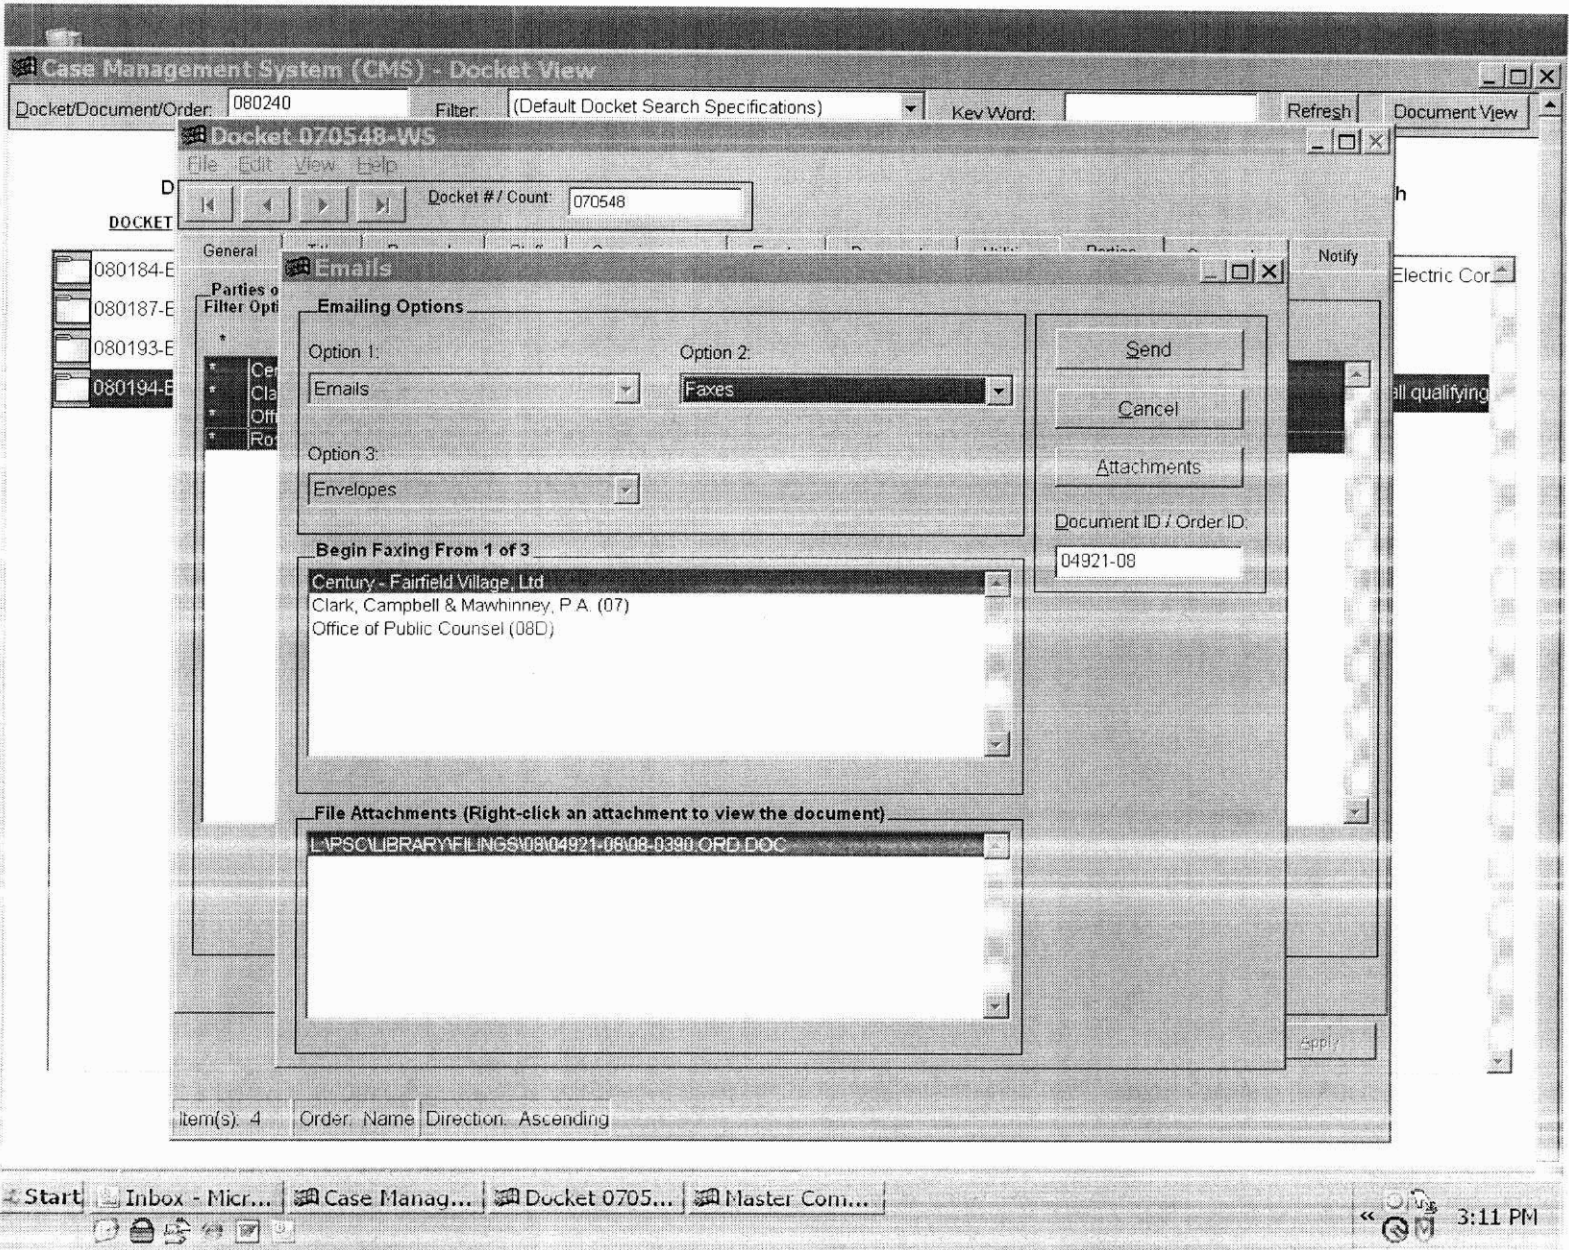 Case Management System (CMS) - Docket View
Docket/Document/Order: 080240 Filter: (Default Docket Search Specifications) Key Word: Refresh Document View
Docket 070548-WS
File Edit View Help
Docket # / Count: 070548
DOCKET
General Parties Notify
080184-E
080187-E
080193-E
080194-E
Electric Cor
all qualifying
Parties o
Filter Opti
* Cen
* Cla
* Offi
* Ros
Emails
Emailing Options
Option 1: Option 2:
Emails Faxes
Option 3:
Envelopes
Send
Cancel
Attachments
Document ID / Order ID:
04921-08
Begin Faxing From 1 of 3
Century - Fairfield Village, Ltd
Clark, Campbell & Mawhinney, P.A. (07)
Office of Public Counsel (08D)
File Attachments (Right-click an attachment to view the document)
L:\PSC\LIBRARY\FILINGS\08\04921-08\08-0390.ORD.DOC
Apply
Item(s): 4 Order: Name Direction: Ascending
Start Inbox - Micr... Case Manag... Docket 0705... Master Com...
« 3:11 PM